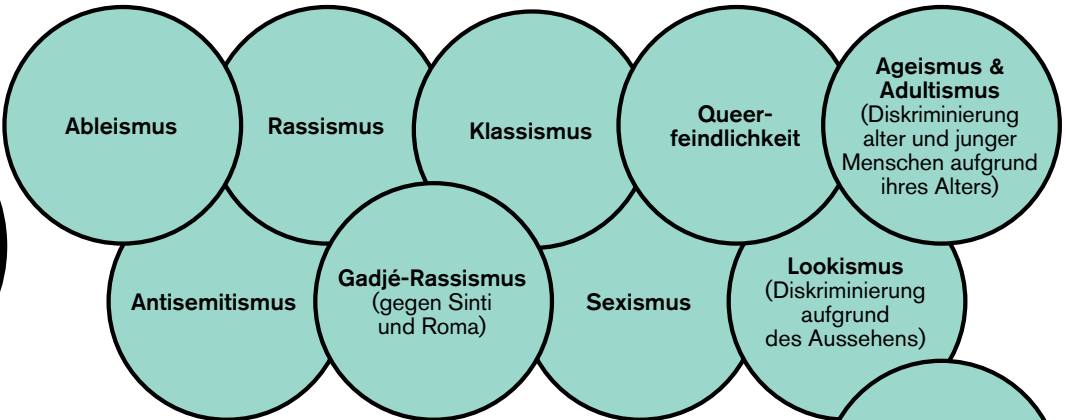 Ableismus
Rassismus
Klassismus
Queer-
feindlichkeit
Ageismus &
Adultismus
(Diskriminierung
alter und junger
Menschen aufgrund
ihres Alters)
Antisemitismus
Gadjé-Rassismus
(gegen Sinti
und Roma)
Sexismus
Lookismus
(Diskriminierung
aufgrund
des Aussehens)